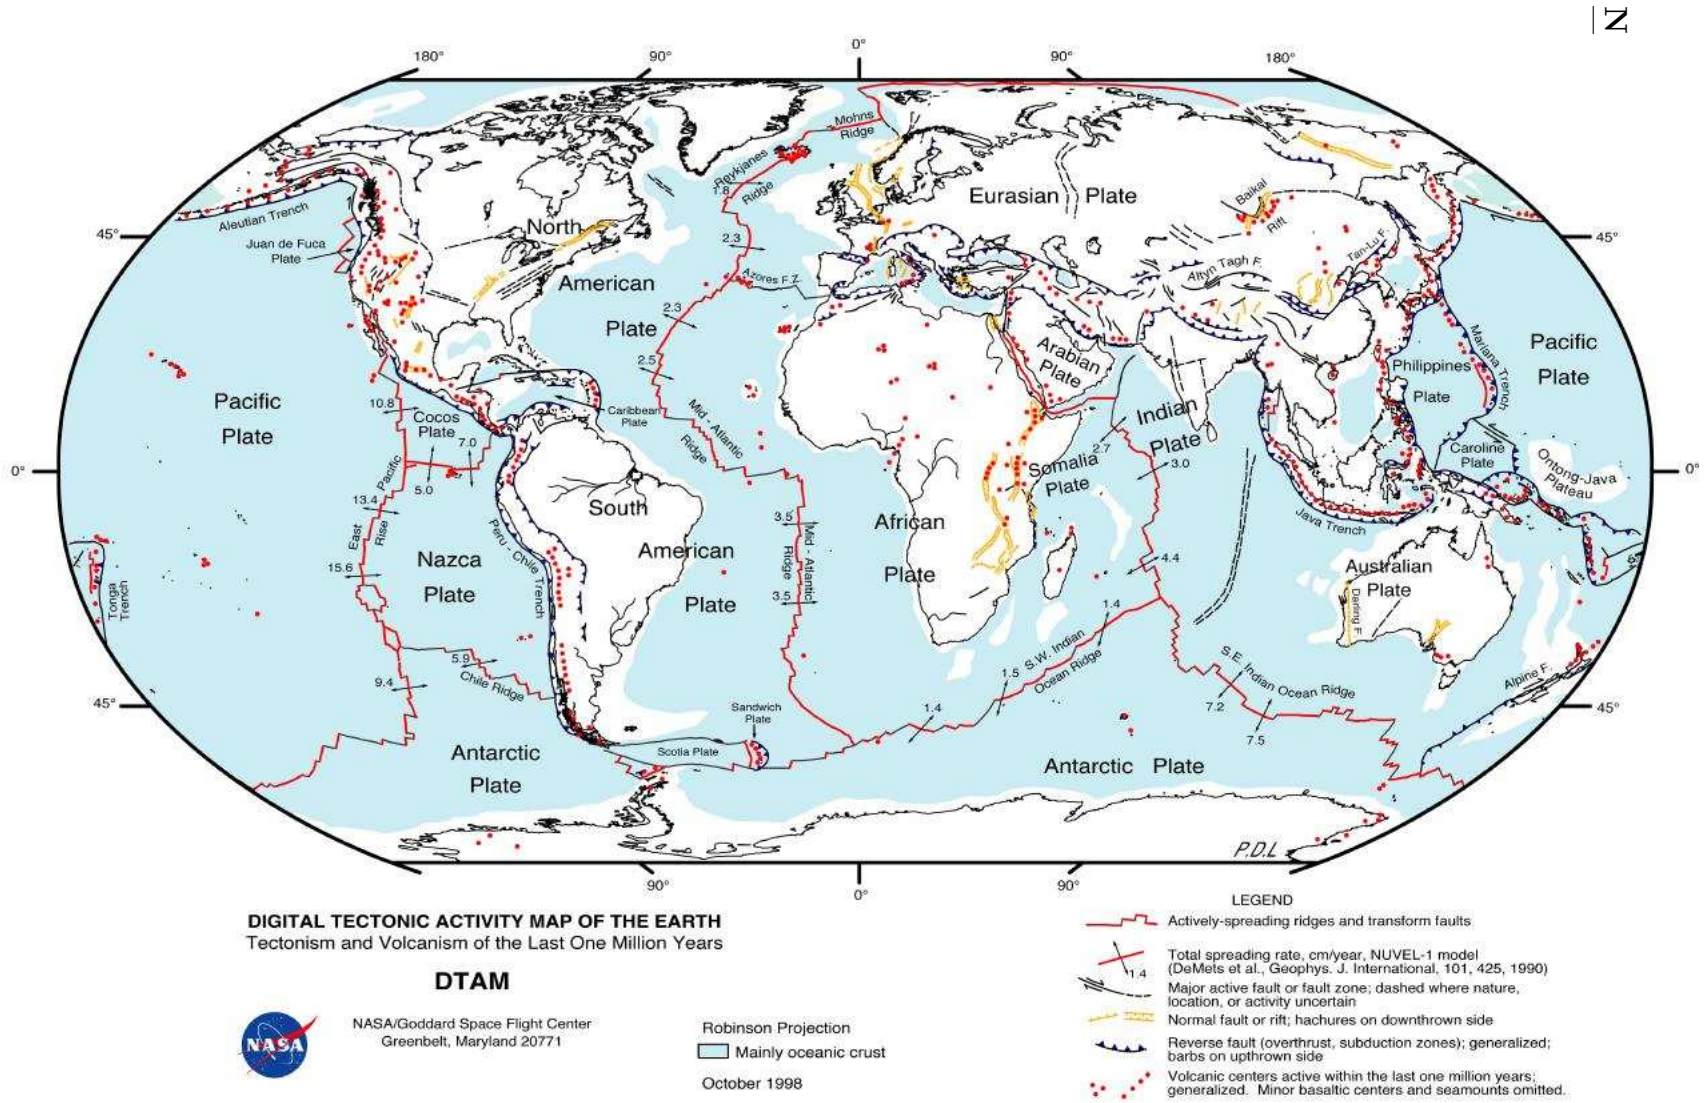 N
180°
90°
0°
90°
180°
Mohns
Ridge
Reykjanes
Ridge
1.8
Eurasian Plate
Baikal
Rift
Aleutian Trench
North
45°
45°
Juan de Fuca
Plate
2.3
Tan-Lu F.
Altyn Tagh F.
Azores F.Z.
American
Plate
2.3
2.5
Arabian
Plate
Mariana Trench
Philippines
Plate
Pacific
Plate
Pacific
Plate
10.8
Cocos
Plate
7.0
Caribbean
Plate
Mid - Atlantic
Ridge
Indian
Plate
2.7
3.0
Caroline
Plate
Ontong-Java
Plateau
0°
0°
5.0
Somalia
Plate
Pacific
13.4
East
Rise
15.6
South
American
Plate
3.5
Mid - Atlantic
Ridge
3.5
African
Plate
Java Trench
Peru - Chile Trench
Nazca
Plate
4.4
Australian
Plate
Darling F.
Tonga
Trench
1.4
5.9
Chile Ridge
9.4
S.W. Indian
Ocean Ridge
1.5
S.E. Indian Ocean Ridge
Alpine F.
45°
45°
1.4
7.2
7.5
Sandwich
Plate
Scotia Plate
Antarctic
Plate
Antarctic Plate
P.D.L
90°
0°
90°
DIGITAL TECTONIC ACTIVITY MAP OF THE EARTH
Tectonism and Volcanism of the Last One Million Years
DTAM
NASA
NASA/Goddard Space Flight Center
Greenbelt, Maryland 20771
Robinson Projection
Mainly oceanic crust
October 1998
LEGEND
Actively-spreading ridges and transform faults
Total spreading rate, cm/year, NUVEL-1 model
(DeMets et al., Geophys. J. International, 101, 425, 1990)
1.4
Major active fault or fault zone; dashed where nature,
location, or activity uncertain
Normal fault or rift; hachures on downthrown side
Reverse fault (overthrust, subduction zones); generalized;
barbs on upthrown side
Volcanic centers active within the last one million years;
generalized. Minor basaltic centers and seamounts omitted.